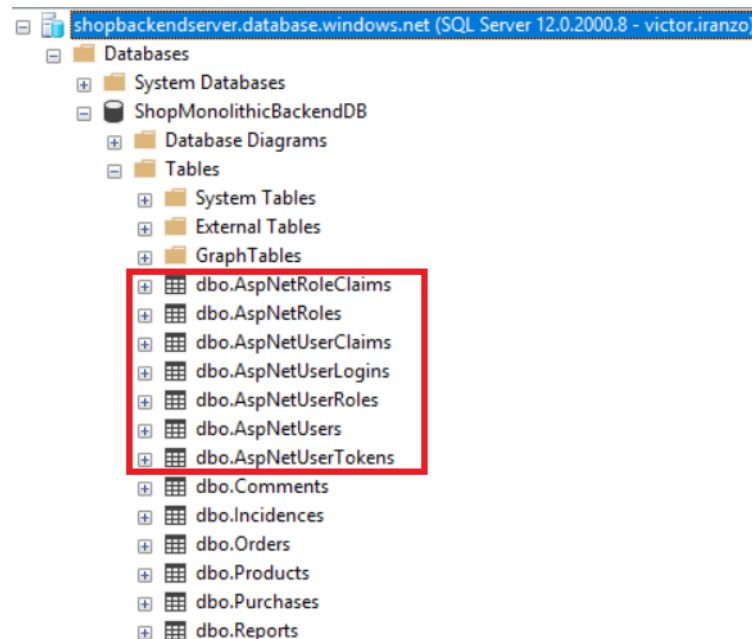 shopbackendserver.database.windows.net (SQL Server 12.0.2000.8 - victor.iranzo)
Databases
System Databases
ShopMonolithicBackendDB
Database Diagrams
Tables
System Tables
External Tables
GraphTables
dbo.AspNetRoleClaims
dbo.AspNetRoles
dbo.AspNetUserClaims
dbo.AspNetUserLogins
dbo.AspNetUserRoles
dbo.AspNetUsers
dbo.AspNetUserTokens
dbo.Comments
dbo.Incidences
dbo.Orders
dbo.Products
dbo.Purchases
dbo.Reports